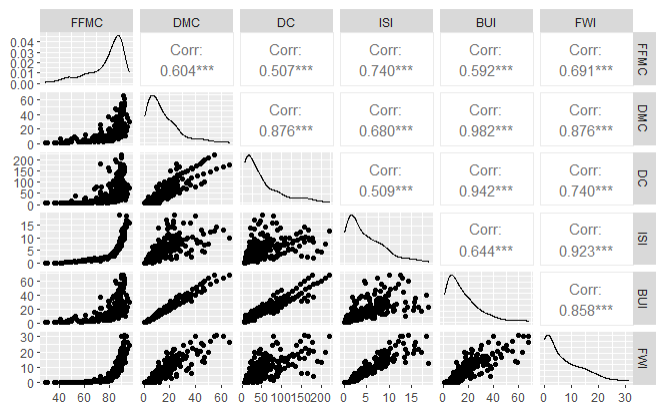 FFMC DMC DC ISI BUI FWI
0.04
0.03
0.02
0.01
0.00
Corr: Corr: Corr: Corr: Corr:
0.604*** 0.507*** 0.740*** 0.592*** 0.691***
FFMC
60
40
20
0
Corr: Corr: Corr: Corr:
0.876*** 0.680*** 0.982*** 0.876***
DMC
200
150
100
50
0
Corr: Corr: Corr:
0.509*** 0.942*** 0.740***
DC
15
10
5
0
Corr: Corr:
0.644*** 0.923***
ISI
60
40
20
0
Corr:
0.858***
BUI
30
20
10
0
FWI
40 60 80 0 20 40 60 0 50 100 150 200 0 5 10 15 0 20 40 60 0 10 20 30